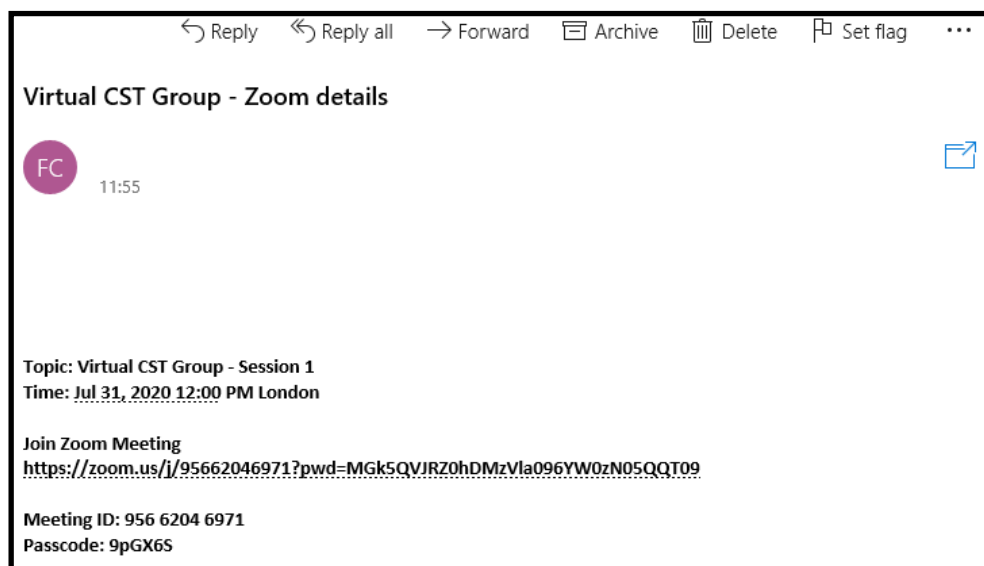 Reply Reply all Forward Archive Delete Set flag
Virtual CST Group - Zoom details
FC
11:55
Topic: Virtual CST Group - Session 1
Time: Jul 31, 2020 12:00 PM London
Join Zoom Meeting
https://zoom.us/j/95662046971?pwd=MGk5QVJRZ0hDMzVla096YW0zN05QQT09
Meeting ID: 956 6204 6971
Passcode: 9pGX6S